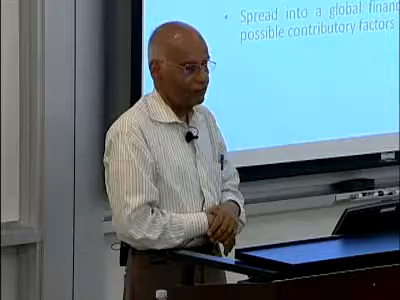 • Spread into a global financ
possible contributory factors